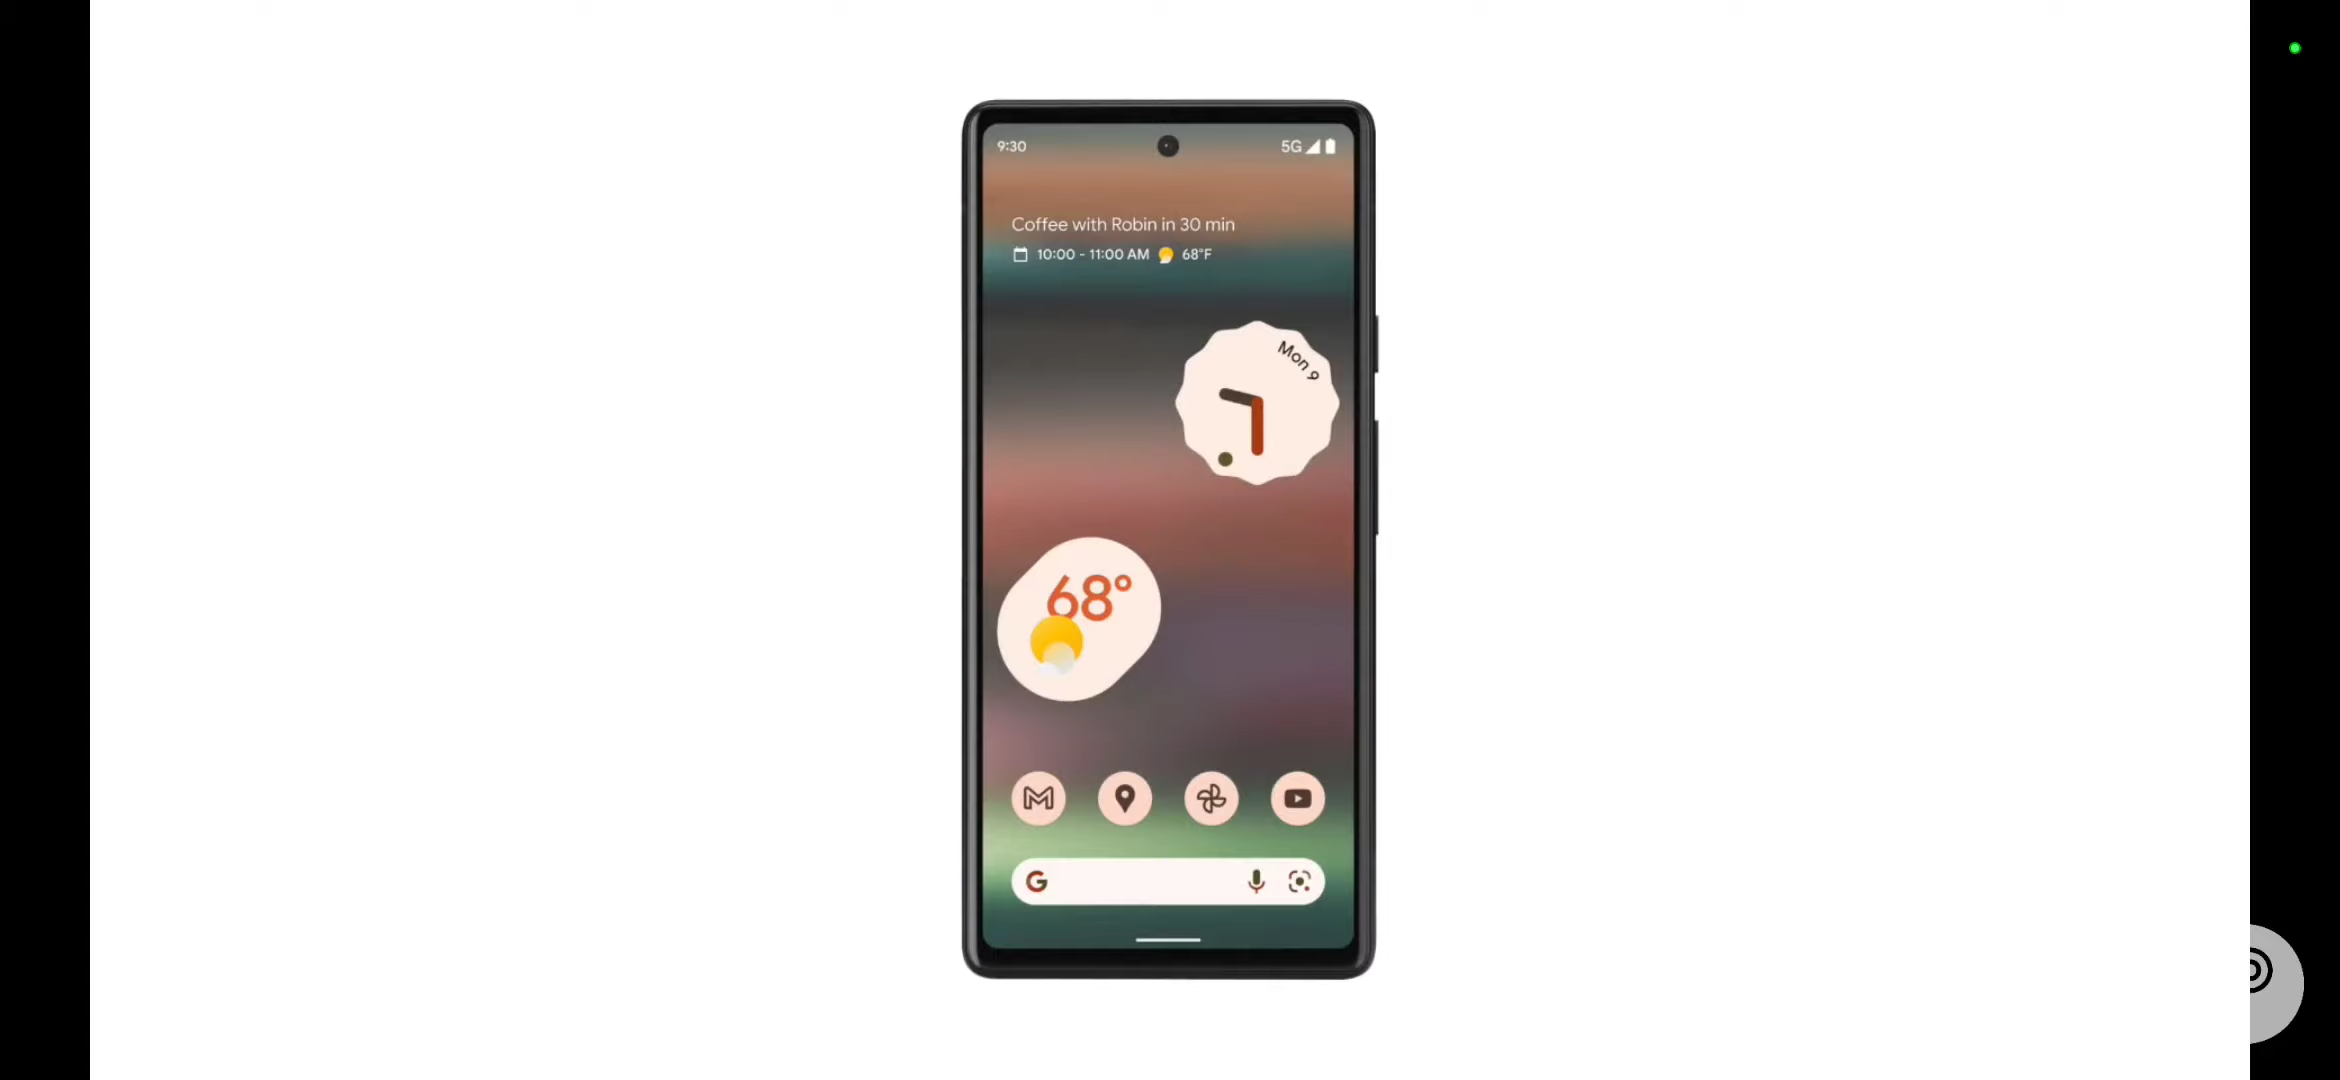 9:30
5G
Coffee with Robin in 30 min
10:00 - 11:00 AM 68°F
Mon 9
68°
G